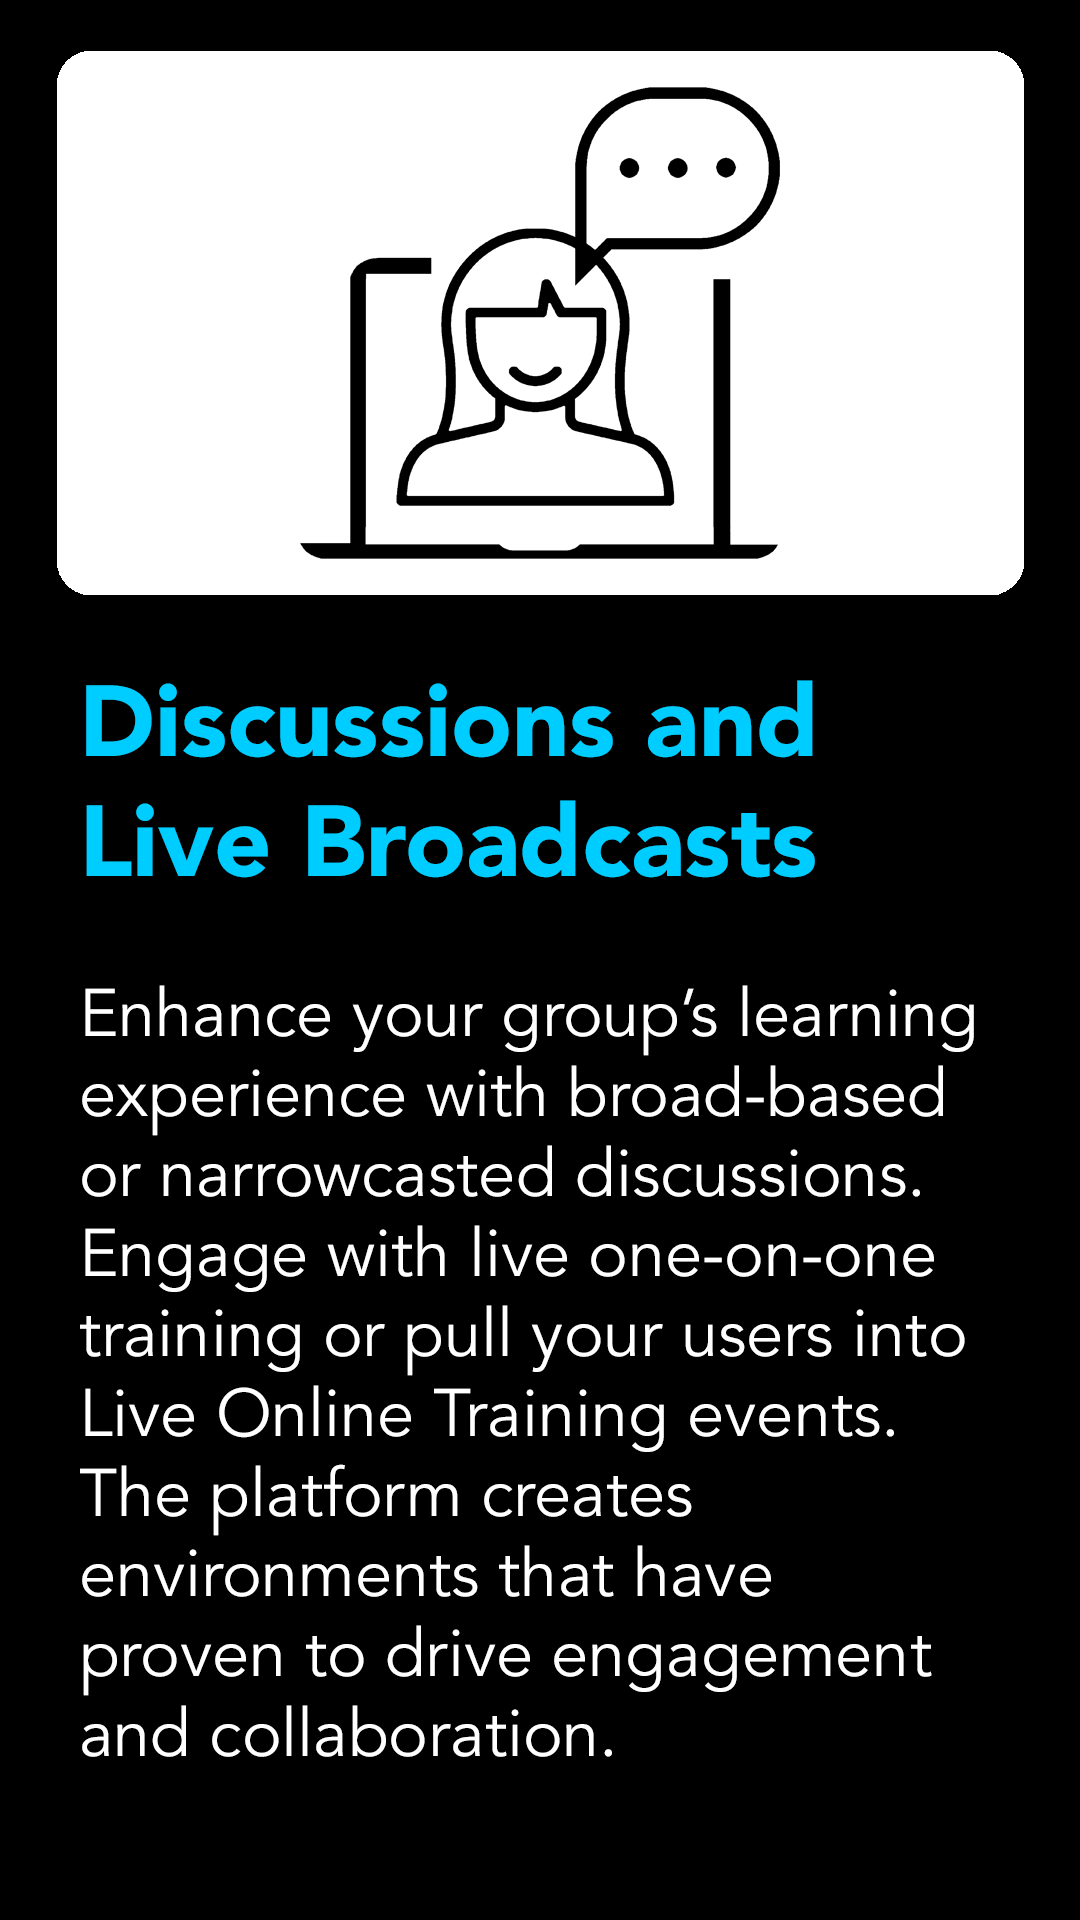 Discussions and
Live Broadcasts
Enhance your group’s learning
experience with broad-based
or narrowcasted discussions.
Engage with live one-on-one
training or pull your users into
Live Online Training events.
The platform creates
environments that have
proven to drive engagement
and collaboration.